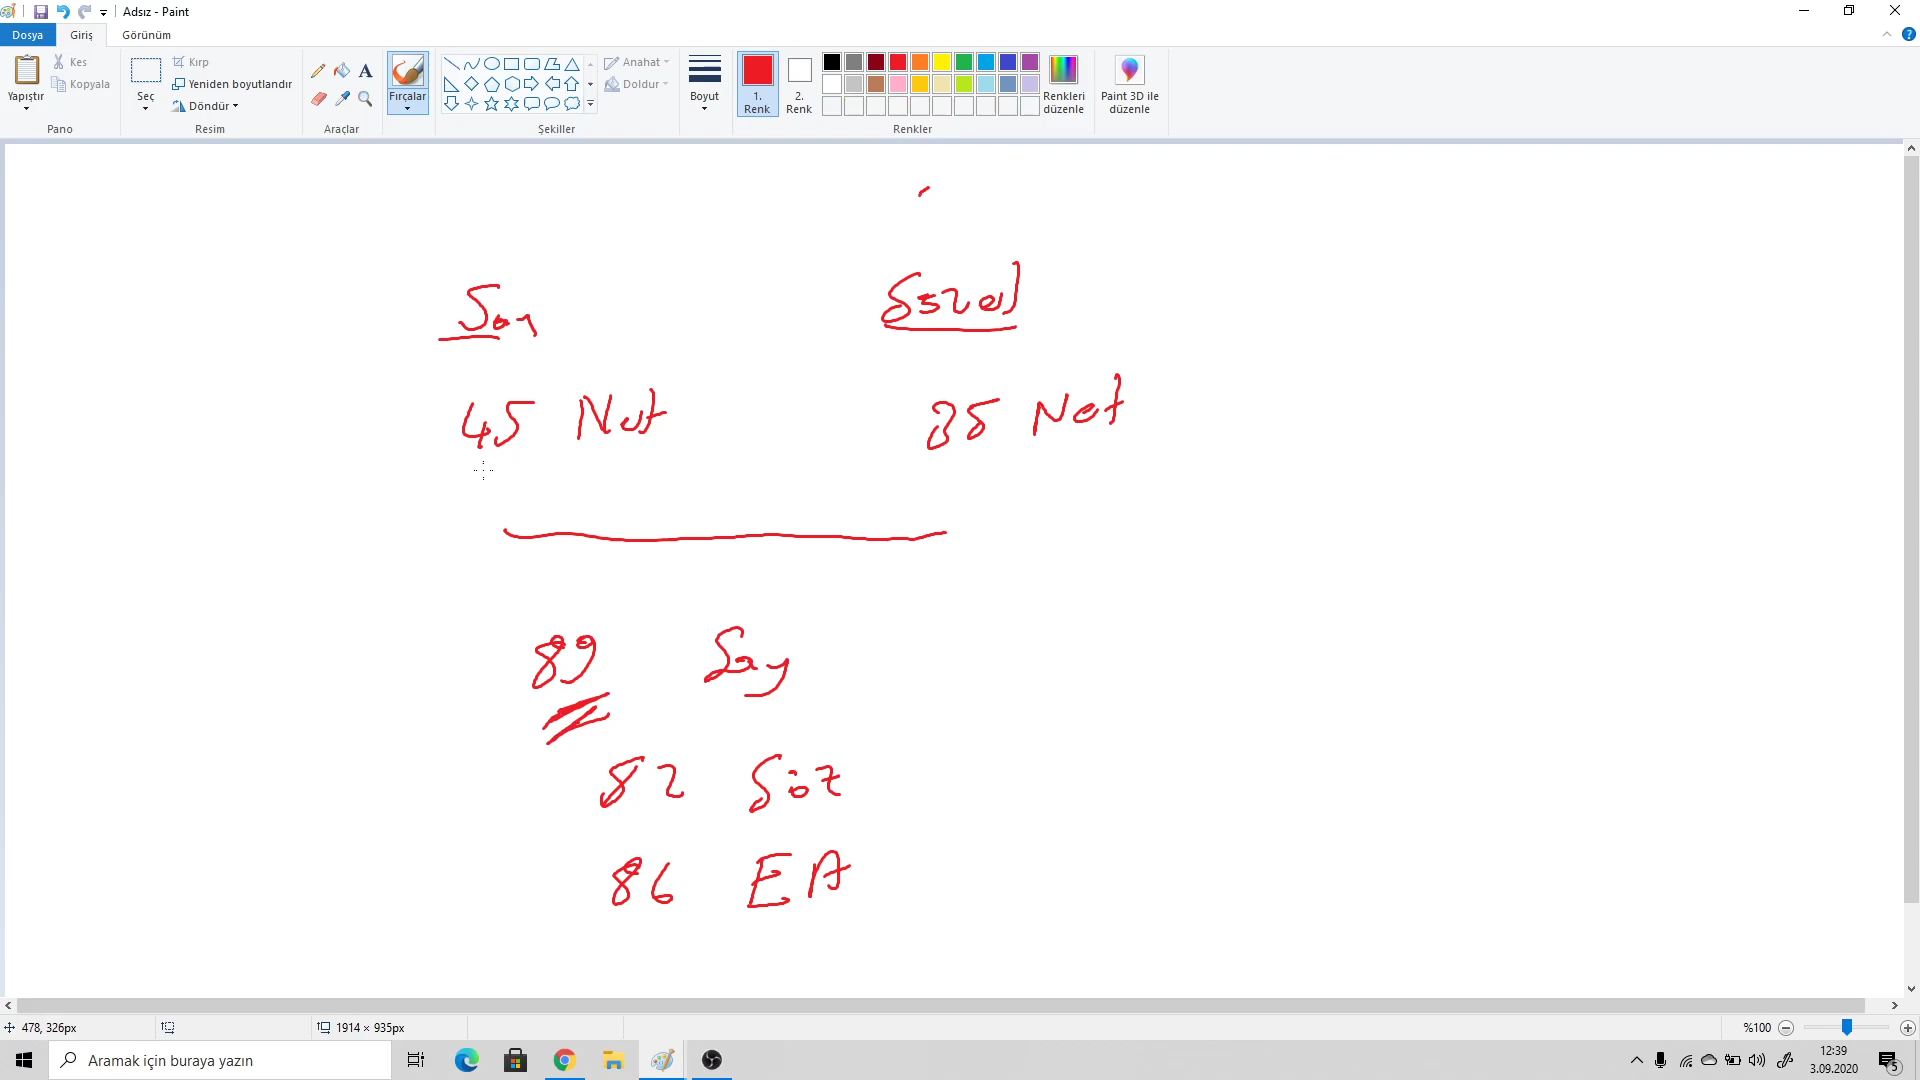 Adsız - Paint
Dosya Giriş Görünüm
Yapıştır Kes Kopyala Pano
Seç Kırp Yeniden boyutlandır Döndür Resim
A Araçlar
Fırçalar
Anahat Doldur Şekiller
Boyut
1. Renk 2. Renk Renkler
Renkleri düzenle
Paint 3D ile düzenle
Say Sözel
45 Net 35 Net
89 Say
82 Söz
86 EA
478, 326px 1914 × 935px %100
Aramak için buraya yazın
12:39
3.09.2020
5